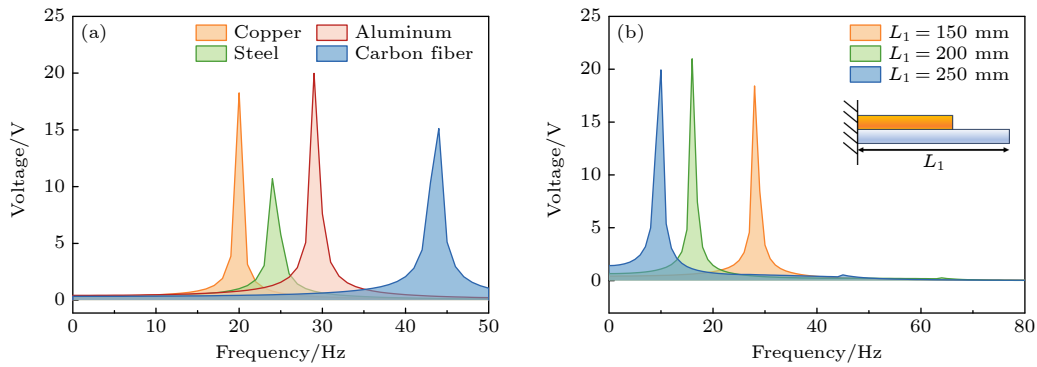 (a)
Copper
Aluminum
Steel
Carbon fiber
25
20
15
10
5
0
Voltage/V
0
10
20
30
40
50
Frequency/Hz
(b)
L₁ = 150 mm
L₁ = 200 mm
L₁ = 250 mm
L₁
25
20
15
10
5
0
Voltage/V
0
20
40
60
80
Frequency/Hz